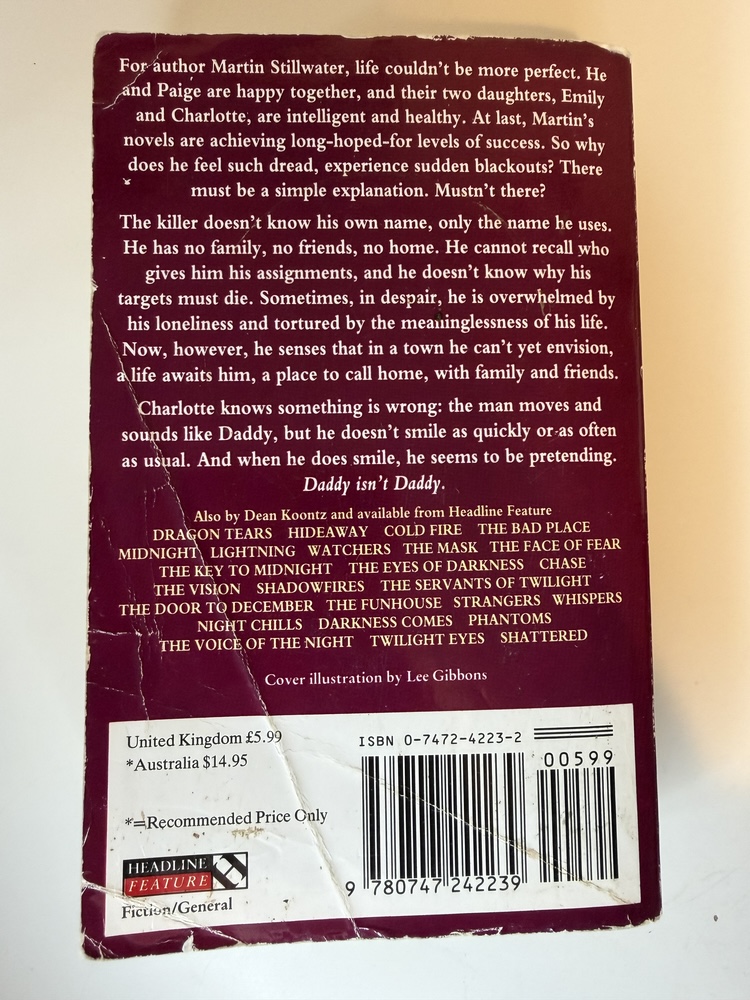 For author Martin Stillwater, life couldn't be more perfect. He
and Paige are happy together, and their two daughters, Emily
and Charlotte, are intelligent and healthy. At last, Martin's
novels are achieving long-hoped-for levels of success. So why
does he feel such dread, experience sudden blackouts? There
must be a simple explanation. Mustn't there?
The killer doesn't know his own name, only the name he uses.
He has no family, no friends, no home. He cannot recall who
gives him his assignments, and he doesn't know why his
targets must die. Sometimes, in despair, he is overwhelmed by
his loneliness and tortured by the meaninglessness of his life.
Now, however, he senses that in a town he can't yet envision,
a life awaits him, a place to call home, with family and friends.
Charlotte knows something is wrong: the man moves and
sounds like Daddy, but he doesn't smile as quickly or as often
as usual. And when he does smile, he seems to be pretending.
Daddy isn't Daddy.
Also by Dean Koontz and available from Headline Feature
DRAGON TEARS HIDEAWAY COLD FIRE THE BAD PLACE
MIDNIGHT LIGHTNING WATCHERS THE MASK THE FACE OF FEAR
THE KEY TO MIDNIGHT THE EYES OF DARKNESS CHASE
THE VISION SHADOWFIRES THE SERVANTS OF TWILIGHT
THE DOOR TO DECEMBER THE FUNHOUSE STRANGERS WHISPERS
NIGHT CHILLS DARKNESS COMES PHANTOMS
THE VOICE OF THE NIGHT TWILIGHT EYES SHATTERED
Cover illustration by Lee Gibbons
United Kingdom £5.99
*Australia $14.95
*=Recommended Price Only
HEADLINE
FEATURE
Fiction/General
ISBN 0-7472-4223-2
00599
9 780747 242239